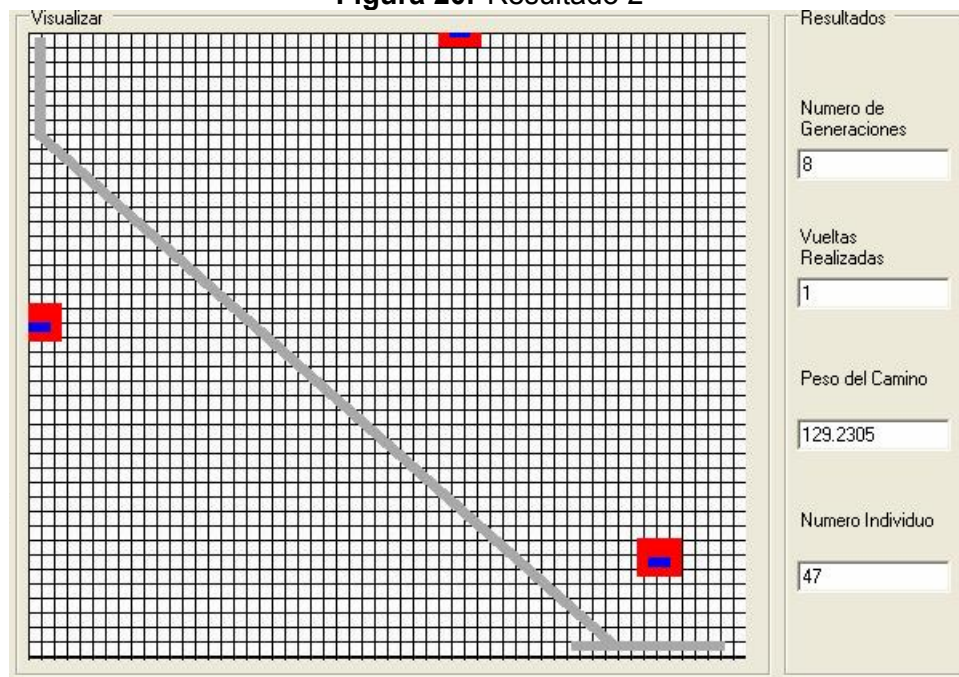 Figura 20. Resultado 2
Visualizar
Resultados
Numero de
Generaciones
8
Vueltas
Realizadas
1
Peso del Camino
129.2305
Numero Individuo
47